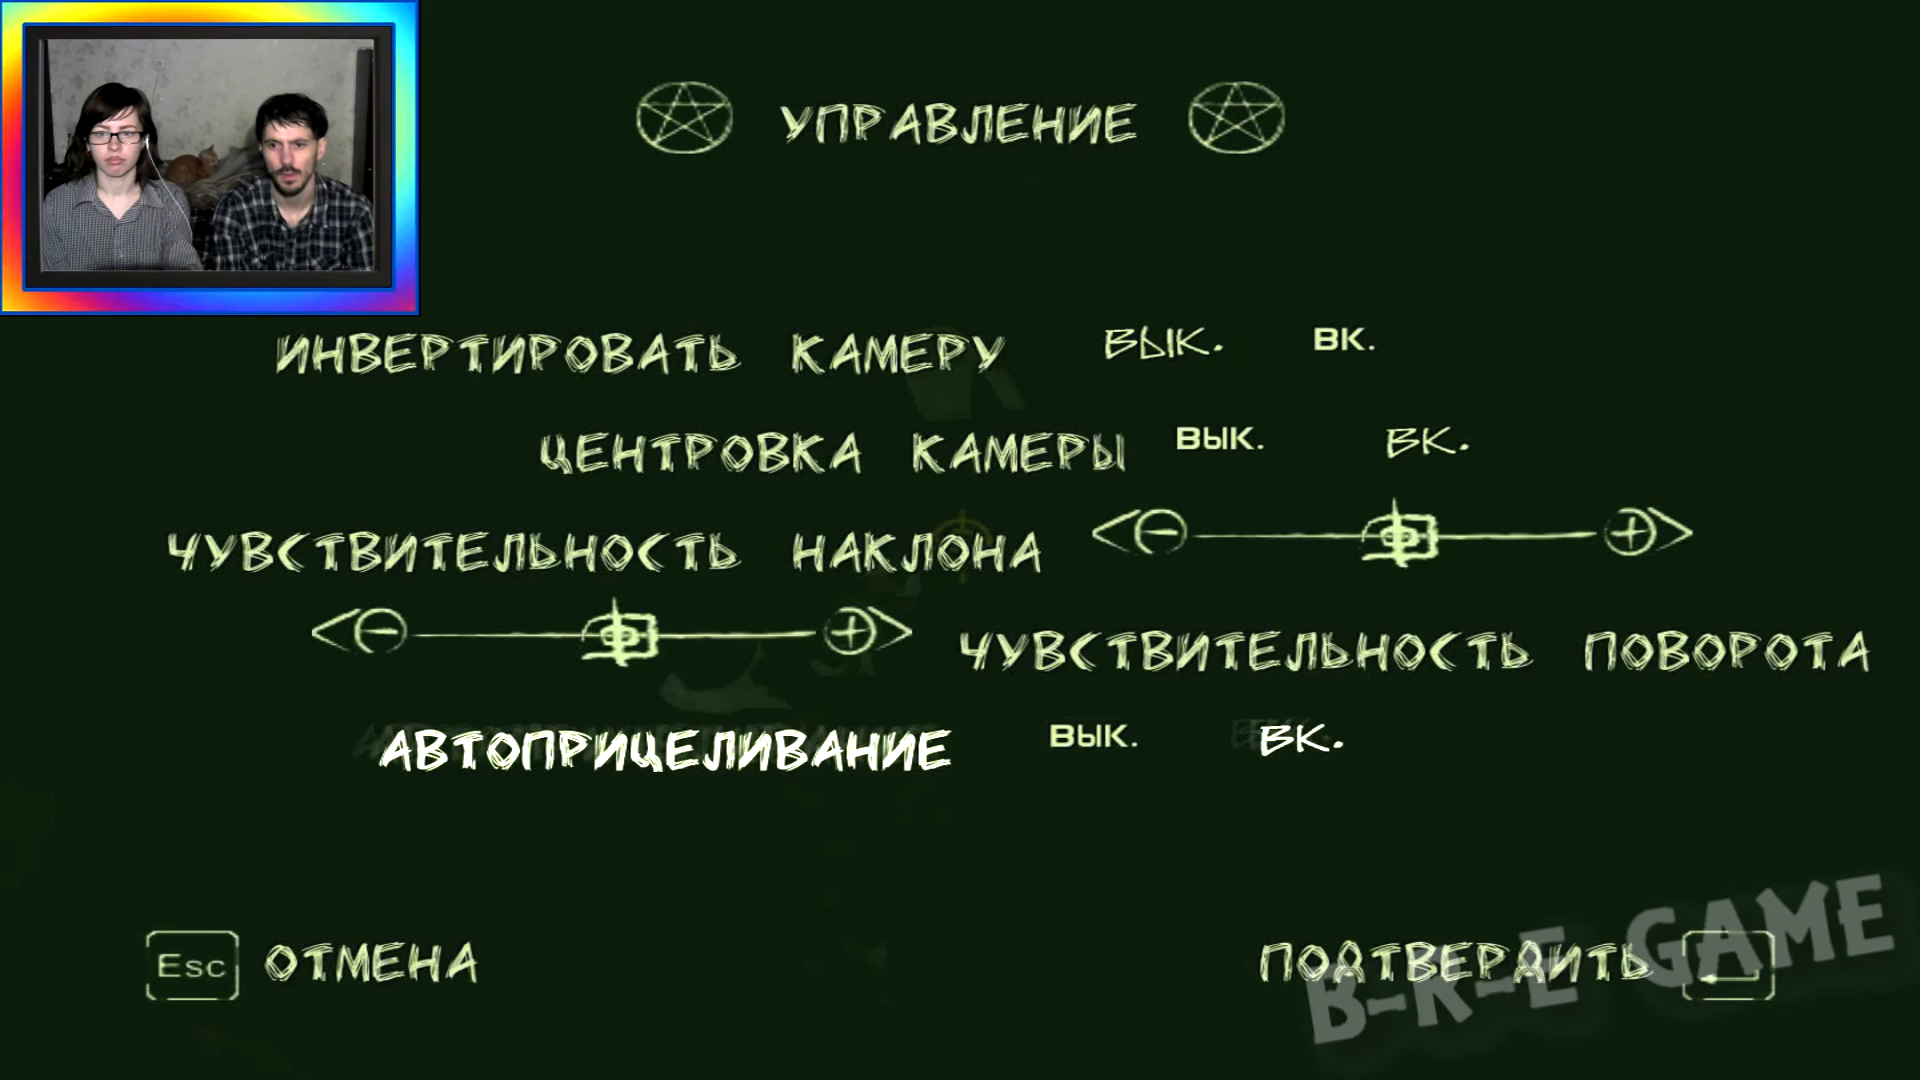 УПРАВЛЕНИЕ
ИНВЕРТИРОВАТЬ КАМЕРУ ВЫК. ВК.
ЦЕНТРОВКА КАМЕРЫ ВЫК. ВК.
ЧУВСТВИТЕЛЬНОСТЬ НАКЛОНА
ЧУВСТВИТЕЛЬНОСТЬ ПОВОРОТА
АВТОПРИЦЕЛИВАНИЕ ВЫК. ВК.
Esc ОТМЕНА ПОДТВЕРДИТЬ
B-R-E GAME